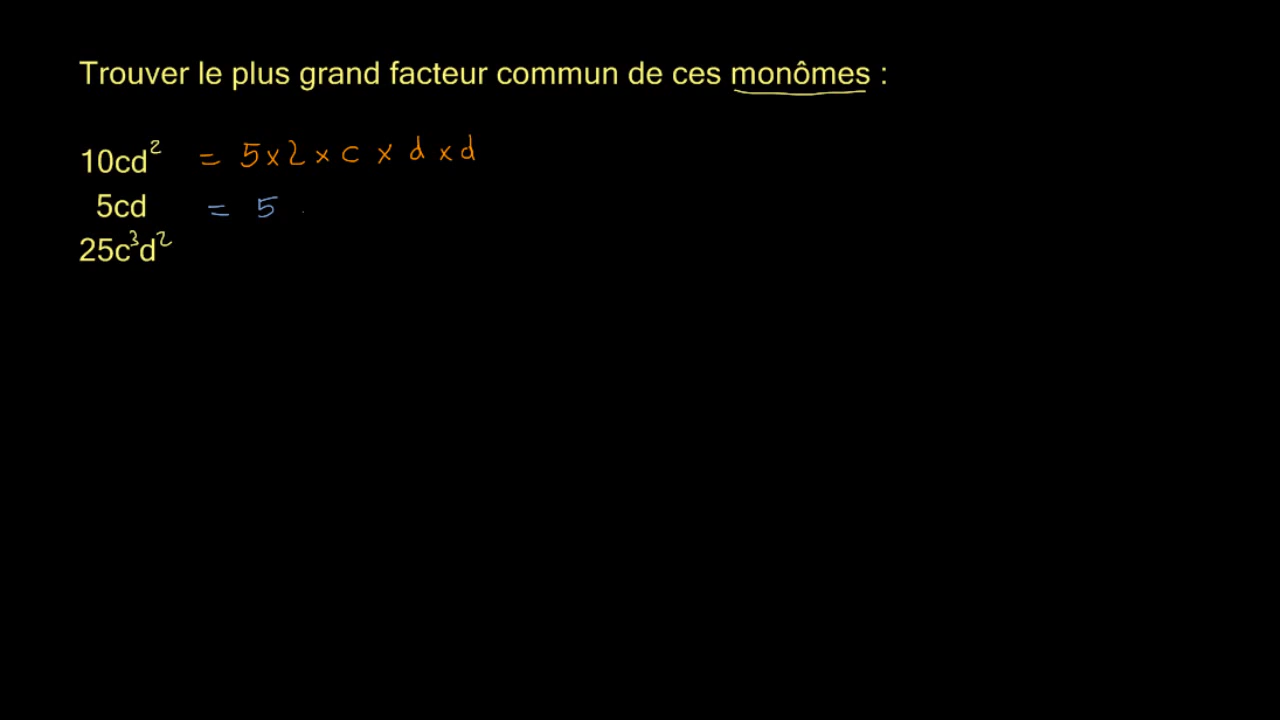 Trouver le plus grand facteur commun de ces monômes :
10cd² = 5 x 2 x c x d x d
5cd = 5
25c³d²